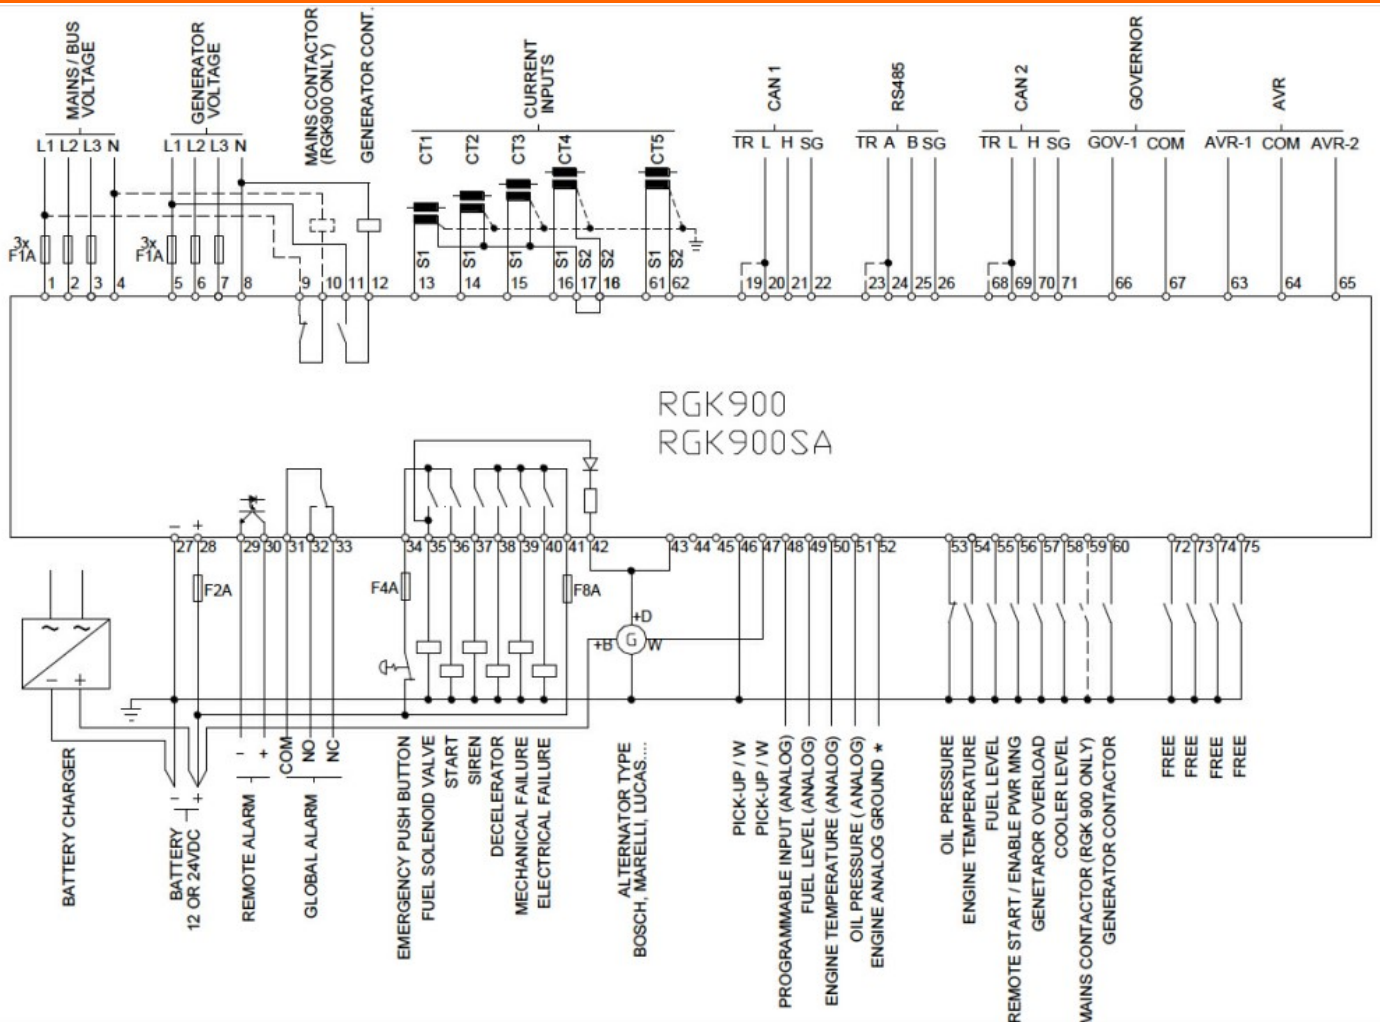 MAINS / BUS
VOLTAGE
GENERATOR
VOLTAGE
MAINS CONTACTOR
(RGK900 ONLY)
GENERATOR CONT.
CURRENT
INPUTS
CAN 1
RS485
CAN 2
GOVERNOR
AVR
L1 L2 L3 N
L1 L2 L3 N
CT1
CT2
CT3
CT4
CT5
TR L H SG
TR A B SG
TR L H SG
GOV-1 COM
AVR-1 COM AVR-2
3x
F1A
3x
F1A
S1
S1
S1
S1
S2
S1
S2
1 2 3 4
5 6 7 8
9 10 11 12
13 14 15 16 17 18
61 62
19 20 21 22
23 24 25 26
68 69 70 71
66 67
63 64 65
RGK900
RGK900SA
− +
27 28
29 30 31 32 33
34 35 36 37 38 39 40 41 42
43 44 45 46 47 48 49 50 51 52
53 54 55 56 57 58 59 60
72 73 74 75
F2A
F4A
F8A
+D
+B
G
W
~ ~
− +
BATTERY CHARGER
− +
BATTERY
12 OR 24VDC
− +
REMOTE ALARM
COM
NO
NC
GLOBAL ALARM
EMERGENCY PUSH BUTTON
FUEL SOLENOID VALVE
START
SIREN
DECELERATOR
MECHANICAL FAILURE
ELECTRICAL FAILURE
ALTERNATOR TYPE
BOSCH, MARELLI, LUCAS....
PICK-UP / W
PICK-UP / W
PROGRAMMABLE INPUT (ANALOG)
FUEL LEVEL (ANALOG)
ENGINE TEMPERATURE (ANALOG)
OIL PRESSURE ( ANALOG)
ENGINE ANALOG GROUND *
OIL PRESSURE
ENGINE TEMPERATURE
FUEL LEVEL
REMOTE START / ENABLE PWR MNG
GENETAROR OVERLOAD
COOLER LEVEL
MAINS CONTACTOR (RGK 900 ONLY)
GENERATOR CONTACTOR
FREE
FREE
FREE
FREE